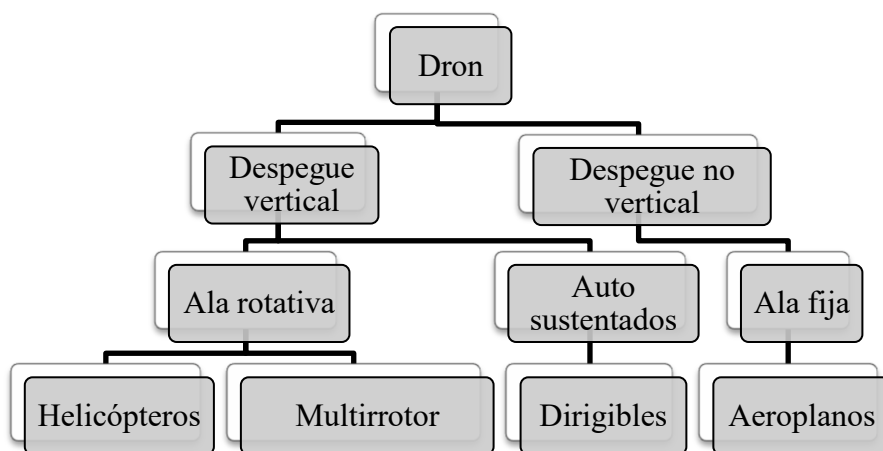 Dron
Despegue
vertical
Despegue no
vertical
Ala rotativa
Auto
sustentados
Ala fija
Helicópteros
Multirrotor
Dirigibles
Aeroplanos